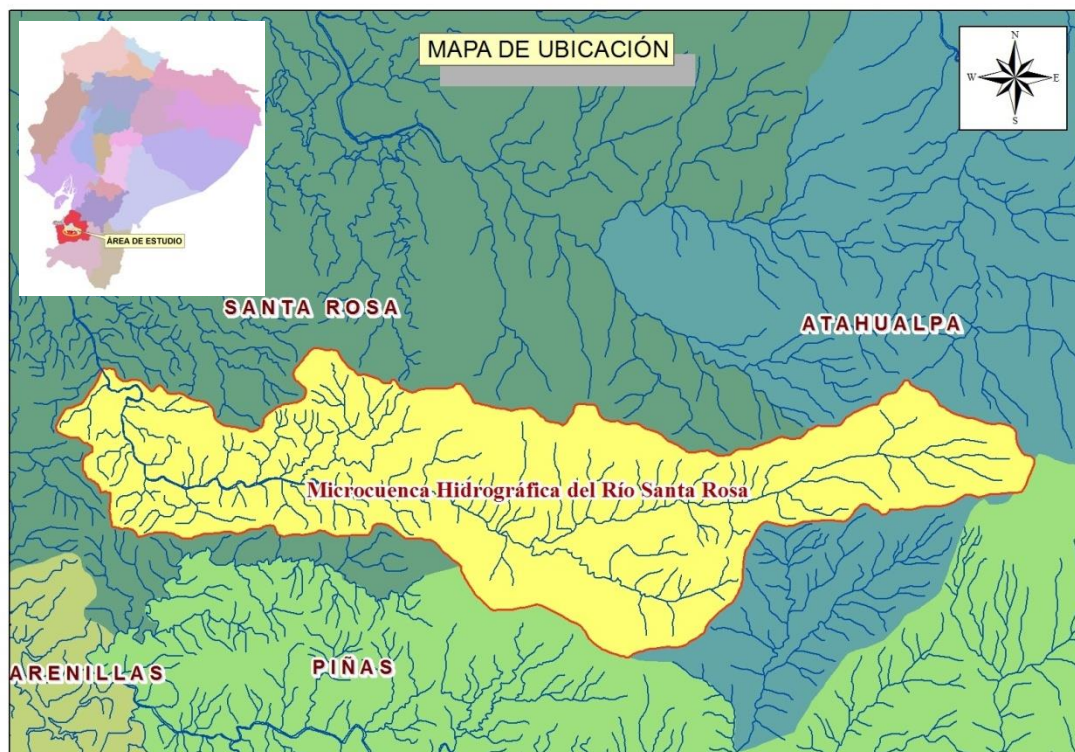 MAPA DE UBICACIÓN
N
W E
S
ÁREA DE ESTUDIO
SANTA ROSA
ATAHUALPA
Microcuenca Hidrográfica del Río Santa Rosa
ARENILLAS
PIÑAS